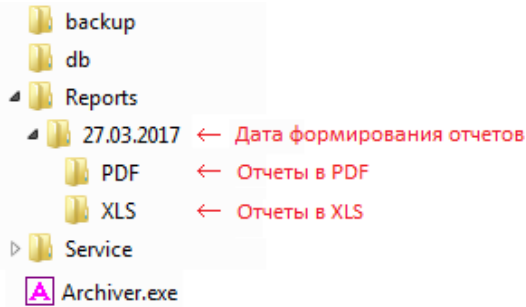 backup
db
Reports
27.03.2017 ← Дата формирования отчетов
PDF ← Отчеты в PDF
XLS ← Отчеты в XLS
Service
A Archiver.exe